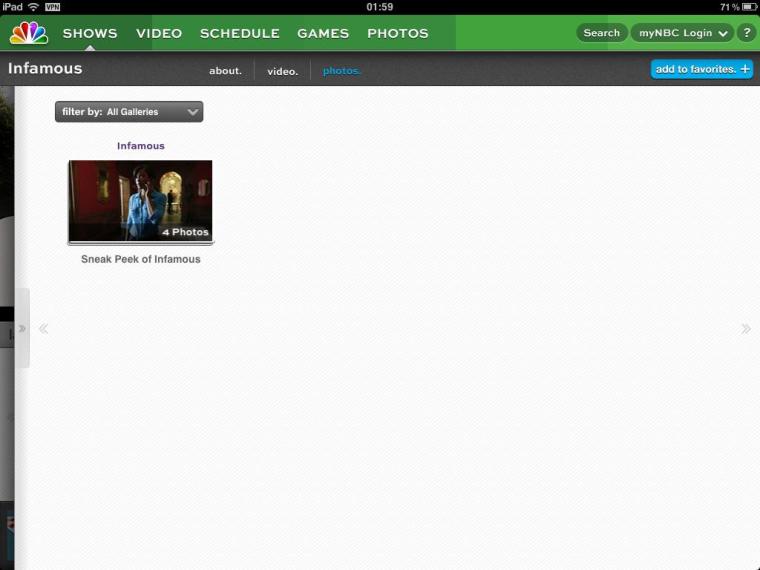 iPad VPN 01:59 71%
SHOWS VIDEO SCHEDULE GAMES PHOTOS Search myNBC Login ?
Infamous about. video. photos. add to favorites. +
filter by: All Galleries
Infamous
4 Photos
Sneak Peek of Infamous